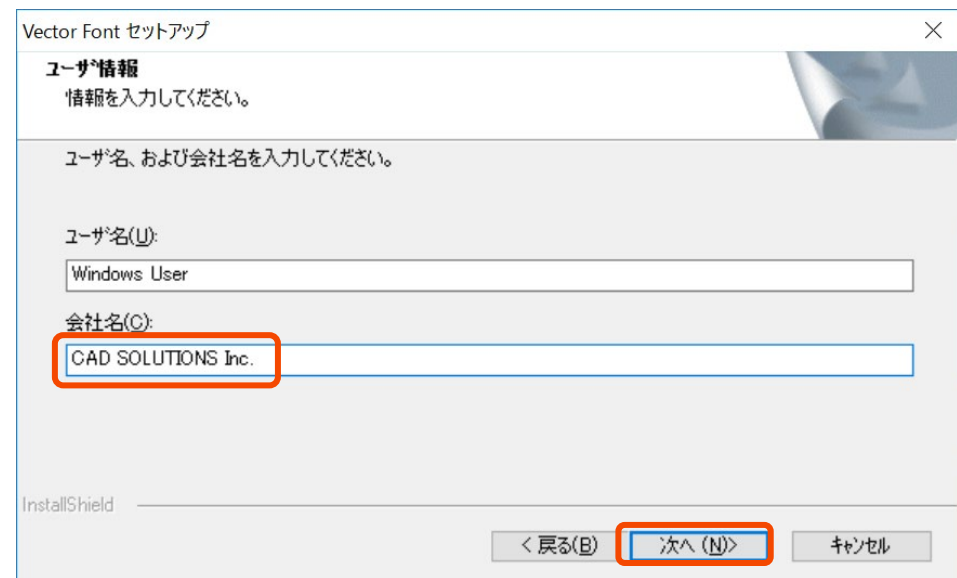 Vector Font セットアップ
ユーザ情報
情報を入力してください。
ユーザ名、および会社名を入力してください。
ユーザ名(U):
Windows User
会社名(C):
CAD SOLUTIONS Inc.
InstallShield
< 戻る(B)
次へ (N)>
キャンセル